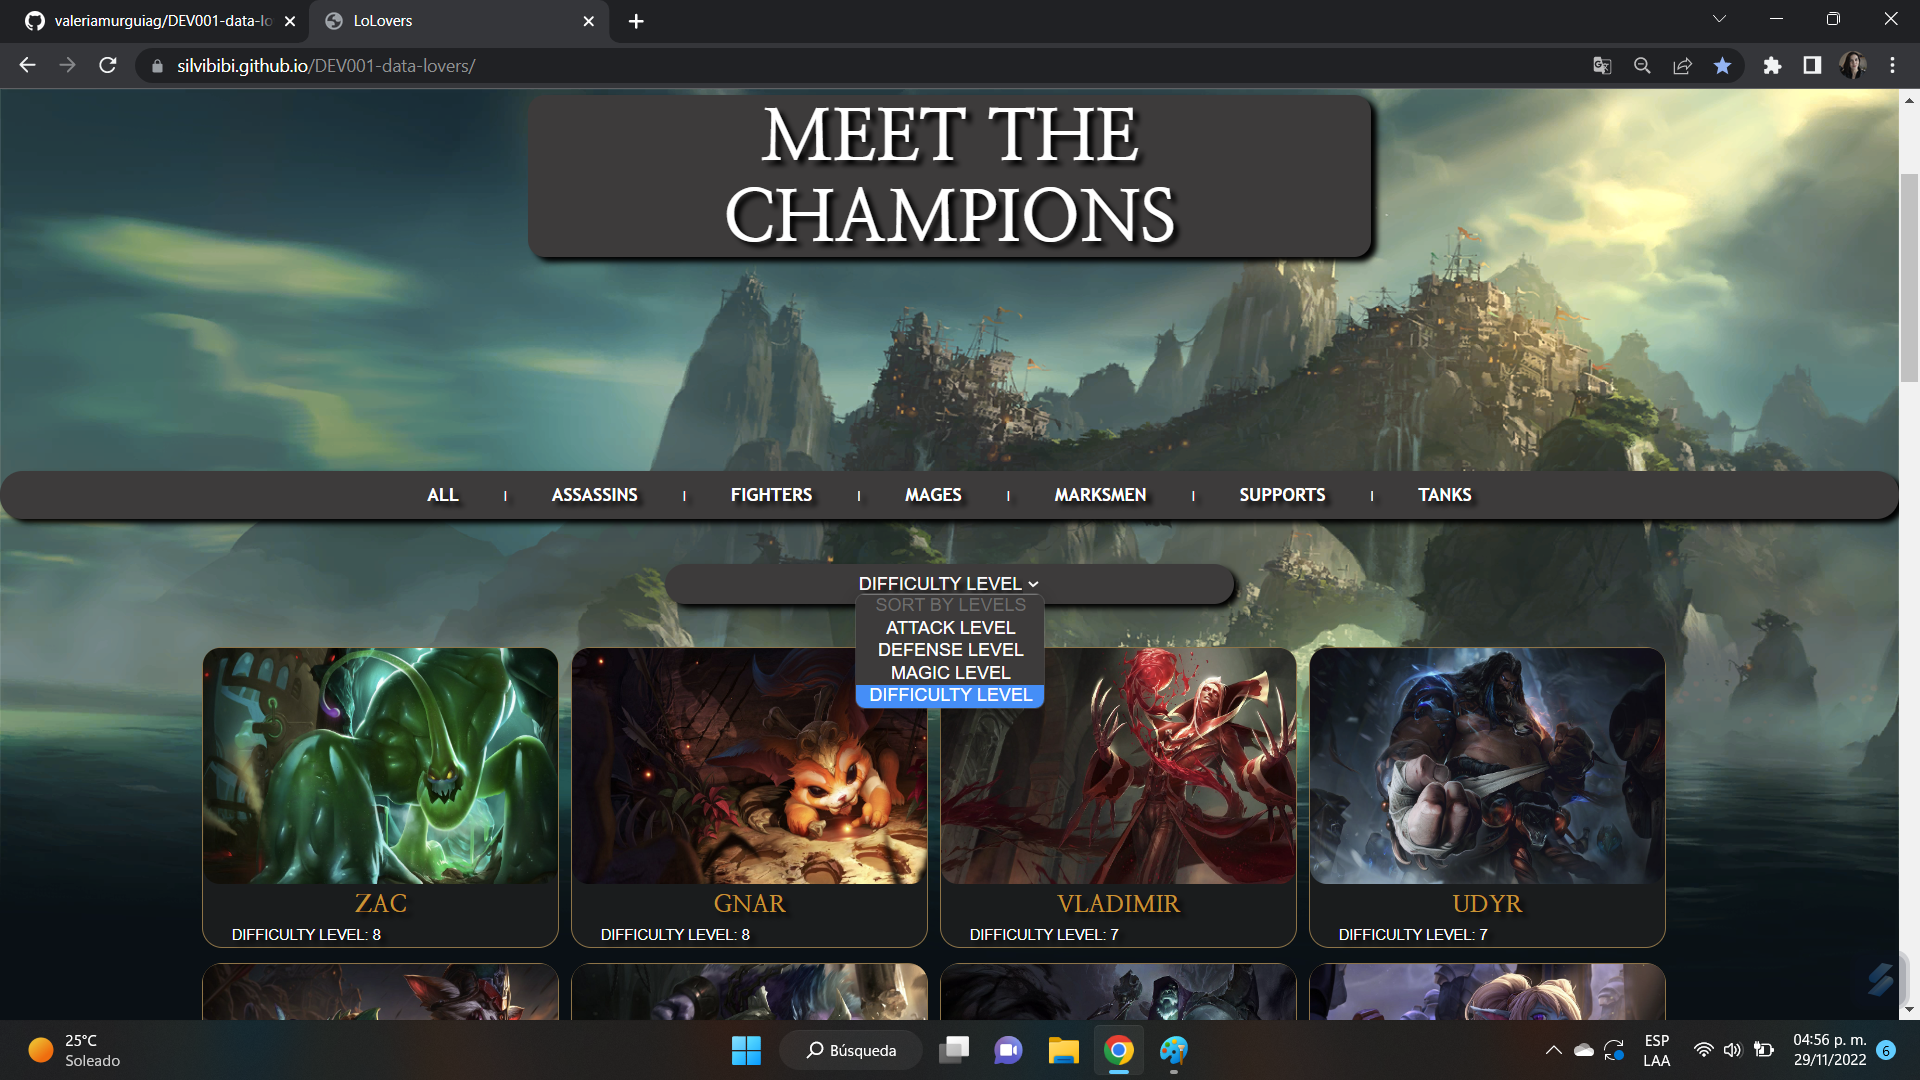 valeriamurguiag/DEV001-data-lo
LoLovers
silvibibi.github.io/DEV001-data-lovers/
MEET THE
CHAMPIONS
ALL | ASSASSINS | FIGHTERS | MAGES | MARKSMEN | SUPPORTS | TANKS
DIFFICULTY LEVEL
SORT BY LEVELS
ATTACK LEVEL
DEFENSE LEVEL
MAGIC LEVEL
DIFFICULTY LEVEL
ZAC
DIFFICULTY LEVEL: 8
GNAR
DIFFICULTY LEVEL: 8
VLADIMIR
DIFFICULTY LEVEL: 7
UDYR
DIFFICULTY LEVEL: 7
25°C
Soleado
Búsqueda
ESP
LAA
04:56 p. m.
29/11/2022
6